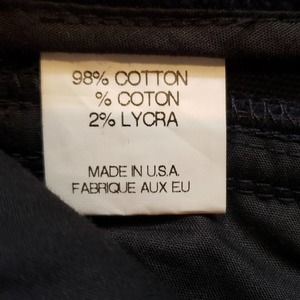 98% COTTON
% COTON
2% LYCRA
MADE IN U.S.A.
FABRIQUE AUX EU